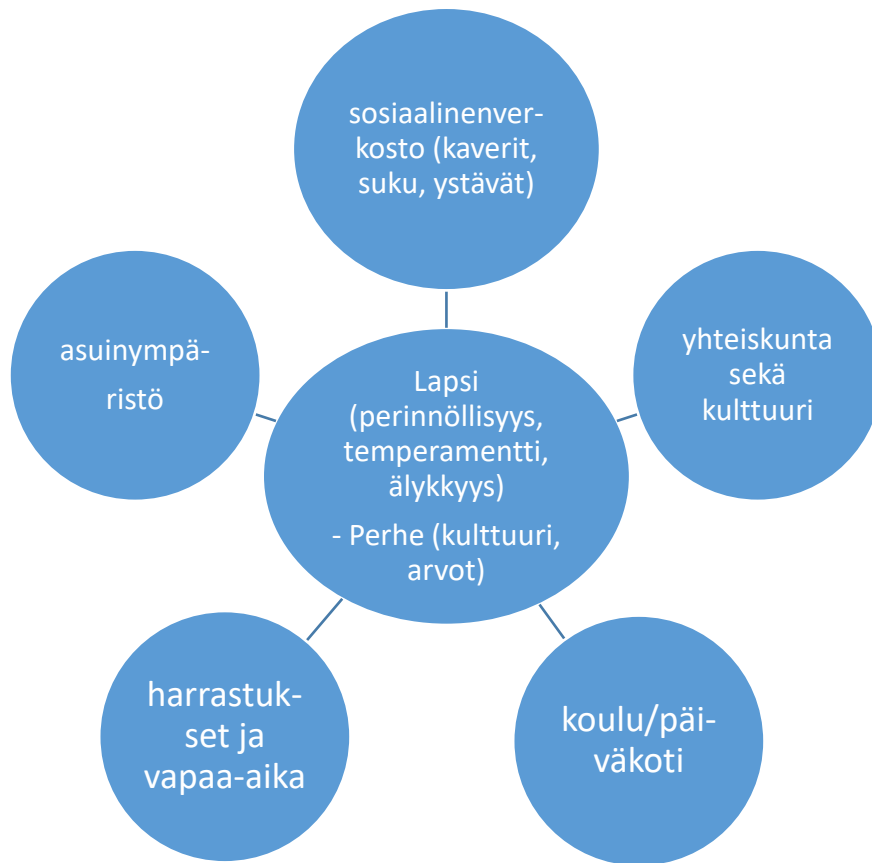 sosiaalinenver-
kosto (kaverit,
suku, ystävät)
yhteiskunta
sekä
kulttuuri
koulu/päi-
väkoti
harrastuk-
set ja
vapaa-aika
asuinympä-
ristö
Lapsi
(perinnöllisyys,
temperamentti,
älykkyys)
- Perhe (kulttuuri,
arvot)